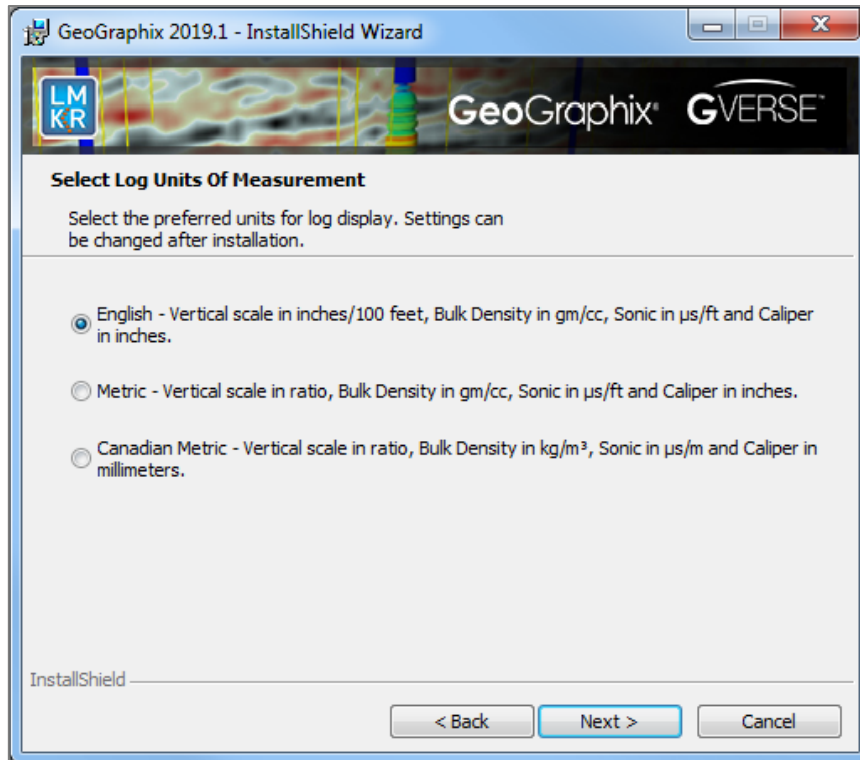 GeoGraphix 2019.1 - InstallShield Wizard
LM
KR
GeoGraphix® GVERSE™
Select Log Units Of Measurement
Select the preferred units for log display. Settings can
be changed after installation.
English - Vertical scale in inches/100 feet, Bulk Density in gm/cc, Sonic in µs/ft and Caliper
in inches.
Metric - Vertical scale in ratio, Bulk Density in gm/cc, Sonic in µs/ft and Caliper in inches.
Canadian Metric - Vertical scale in ratio, Bulk Density in kg/m³, Sonic in µs/m and Caliper in
millimeters.
InstallShield
< Back Next > Cancel